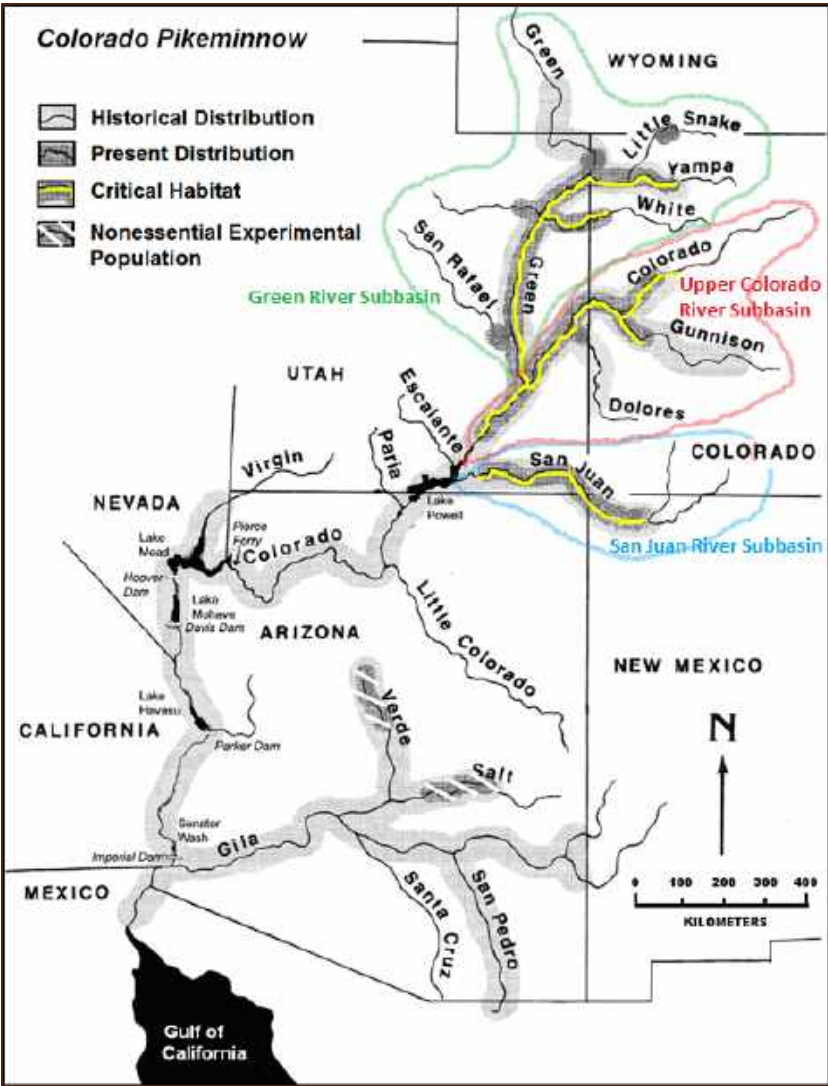 Colorado Pikeminnow
Historical Distribution
Present Distribution
Critical Habitat
Nonessential Experimental
Population
Green
WYOMING
Little Snake
Yampa
White
San Rafael
Green
Colorado
Green River Subbasin
Upper Colorado
River Subbasin
Gunnison
UTAH
Escalante
Dolores
Paria
Virgin
San Juan
COLORADO
NEVADA
Lake
Powell
San Juan River Subbasin
Pierce
Ferry
Lake
Mead
Colorado
Hoover
Dam
Lake
Mohave
Davis Dam
ARIZONA
Little Colorado
NEW MEXICO
Lake
Havasu
Verde
CALIFORNIA
Parker Dam
N
Salt
Senator
Wash
Gila
Imperial Dam
MEXICO
Santa
Cruz
San Pedro
0 100 200 300 400
KILOMETERS
Gulf of
California